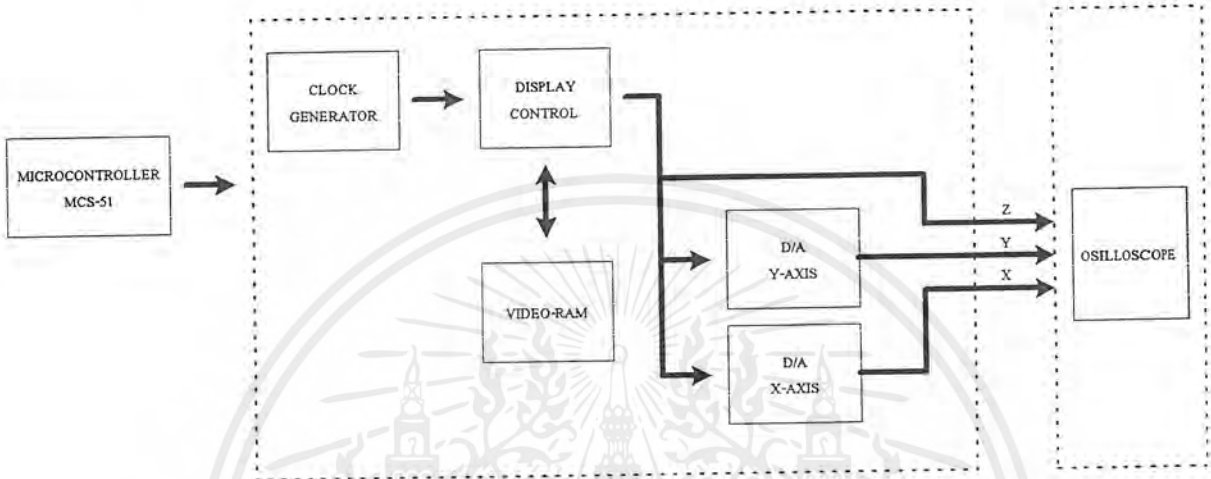 CLOCK
GENERATOR
DISPLAY
CONTROL
MICROCONTROLLER
MCS-51
VIDEO-RAM
D/A
Y-AXIS
D/A
X-AXIS
Z
Y
X
OSILLOSCOPE